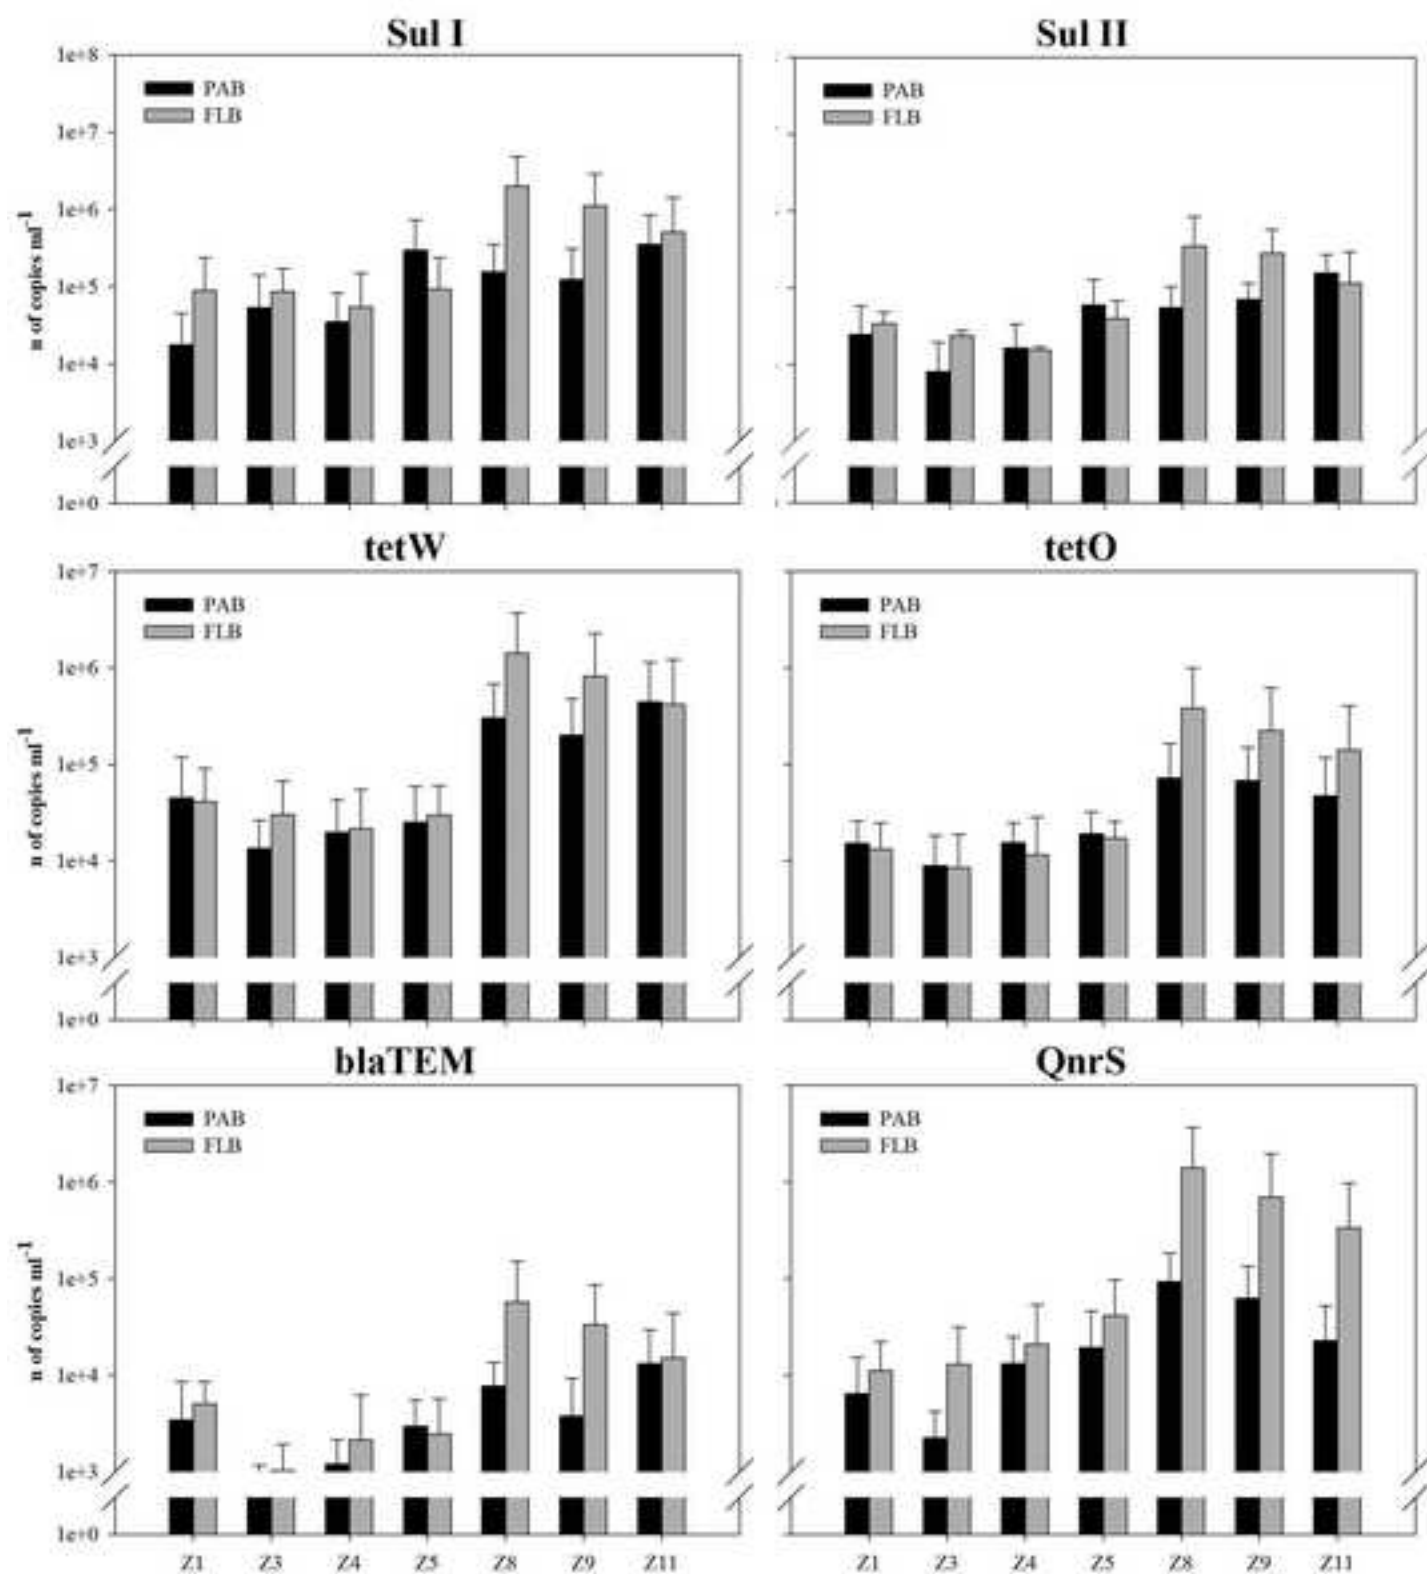 Sul I
Sul II
1e+8
PAB
FLB
PAB
FLB
1e+7
1e+6
1e+5
1e+4
1e+3
1e+0
n of copies ml-1
tetW
tetO
1e+7
PAB
FLB
PAB
FLB
1e+6
1e+5
1e+4
1e+3
1e+0
n of copies ml-1
blaTEM
QnrS
1e+7
PAB
FLB
PAB
FLB
1e+6
1e+5
1e+4
1e+3
1e+0
n of copies ml-1
Z1 Z3 Z4 Z5 Z8 Z9 Z11
Z1 Z3 Z4 Z5 Z8 Z9 Z11